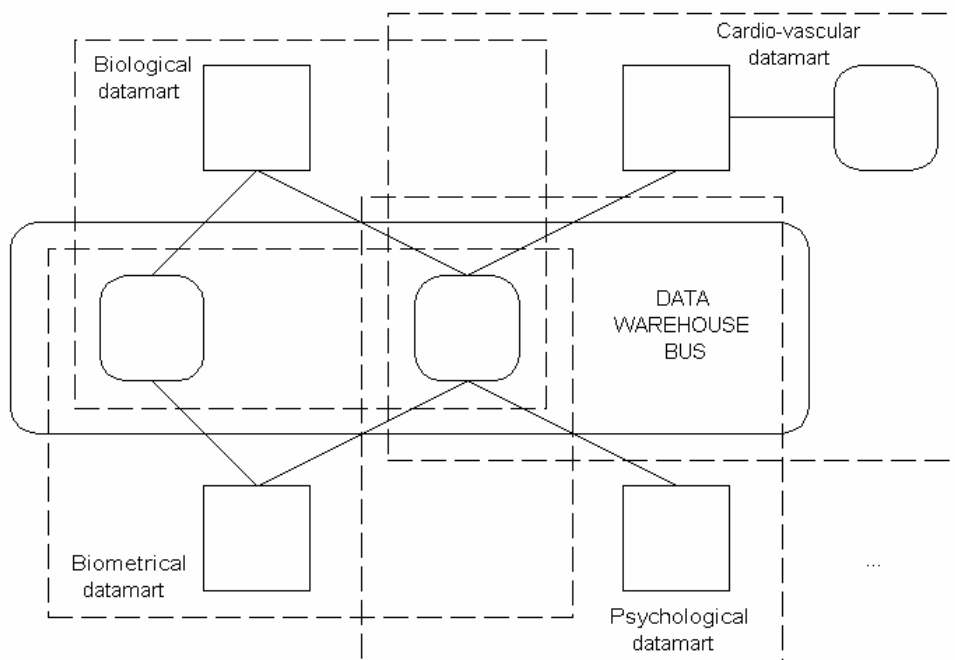 Biological
datamart
Cardio-vascular
datamart
DATA
WAREHOUSE
BUS
Biometrical
datamart
Psychological
datamart
...